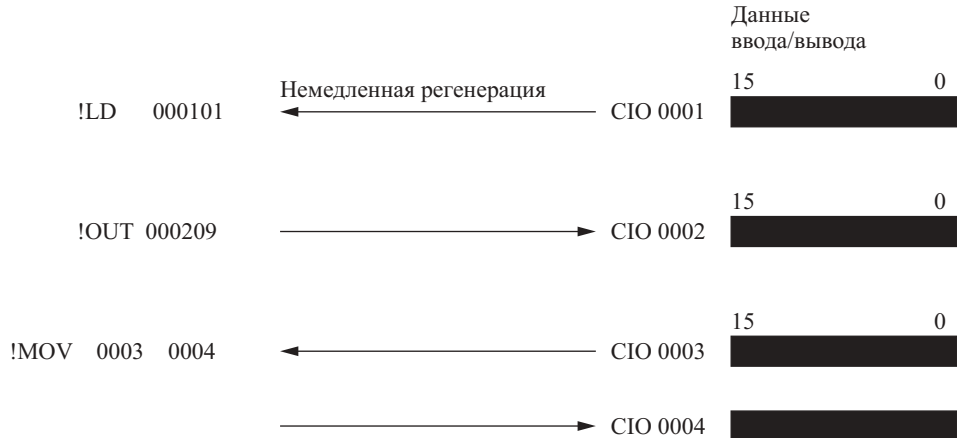 Данные
ввода/вывода
15 0
Немедленная регенерация
!LD 000101 CIO 0001
15 0
!OUT 000209 CIO 0002
15 0
!MOV 0003 0004 CIO 0003
CIO 0004